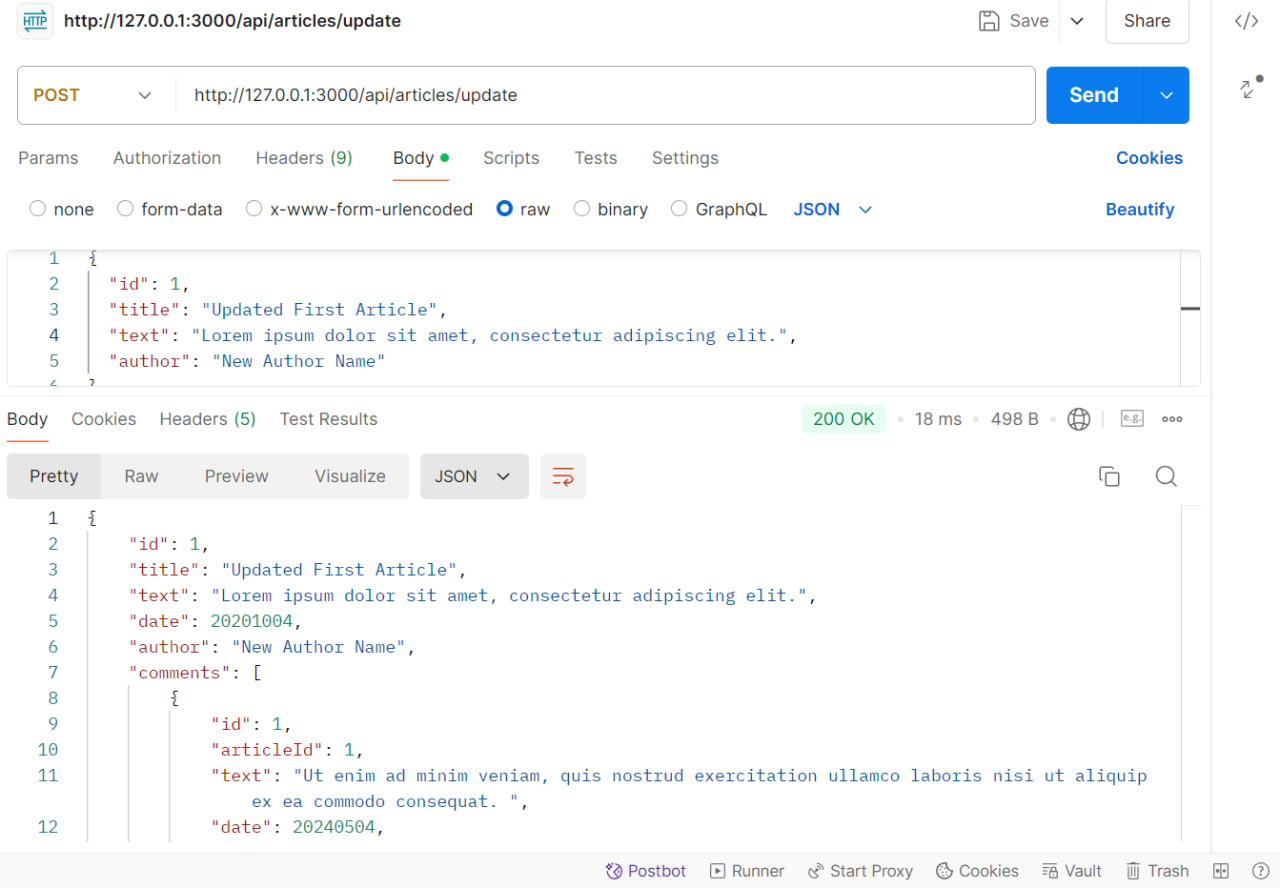 HTTP http://127.0.0.1:3000/api/articles/update Save Share
POST http://127.0.0.1:3000/api/articles/update Send
Params Authorization Headers (9) Body Scripts Tests Settings Cookies
none form-data x-www-form-urlencoded raw binary GraphQL JSON Beautify
1 {
2 "id": 1,
3 "title": "Updated First Article",
4 "text": "Lorem ipsum dolor sit amet, consectetur adipiscing elit.",
5 "author": "New Author Name"
6 }
Body Cookies Headers (5) Test Results 200 OK 18 ms 498 B e.g.
Pretty Raw Preview Visualize JSON
1 {
2 "id": 1,
3 "title": "Updated First Article",
4 "text": "Lorem ipsum dolor sit amet, consectetur adipiscing elit.",
5 "date": 20201004,
6 "author": "New Author Name",
7 "comments": [
8 {
9 "id": 1,
10 "articleId": 1,
11 "text": "Ut enim ad minim veniam, quis nostrud exercitation ullamco laboris nisi ut aliquip
ex ea commodo consequat. ",
12 "date": 20240504,
Postbot Runner Start Proxy Cookies Vault Trash